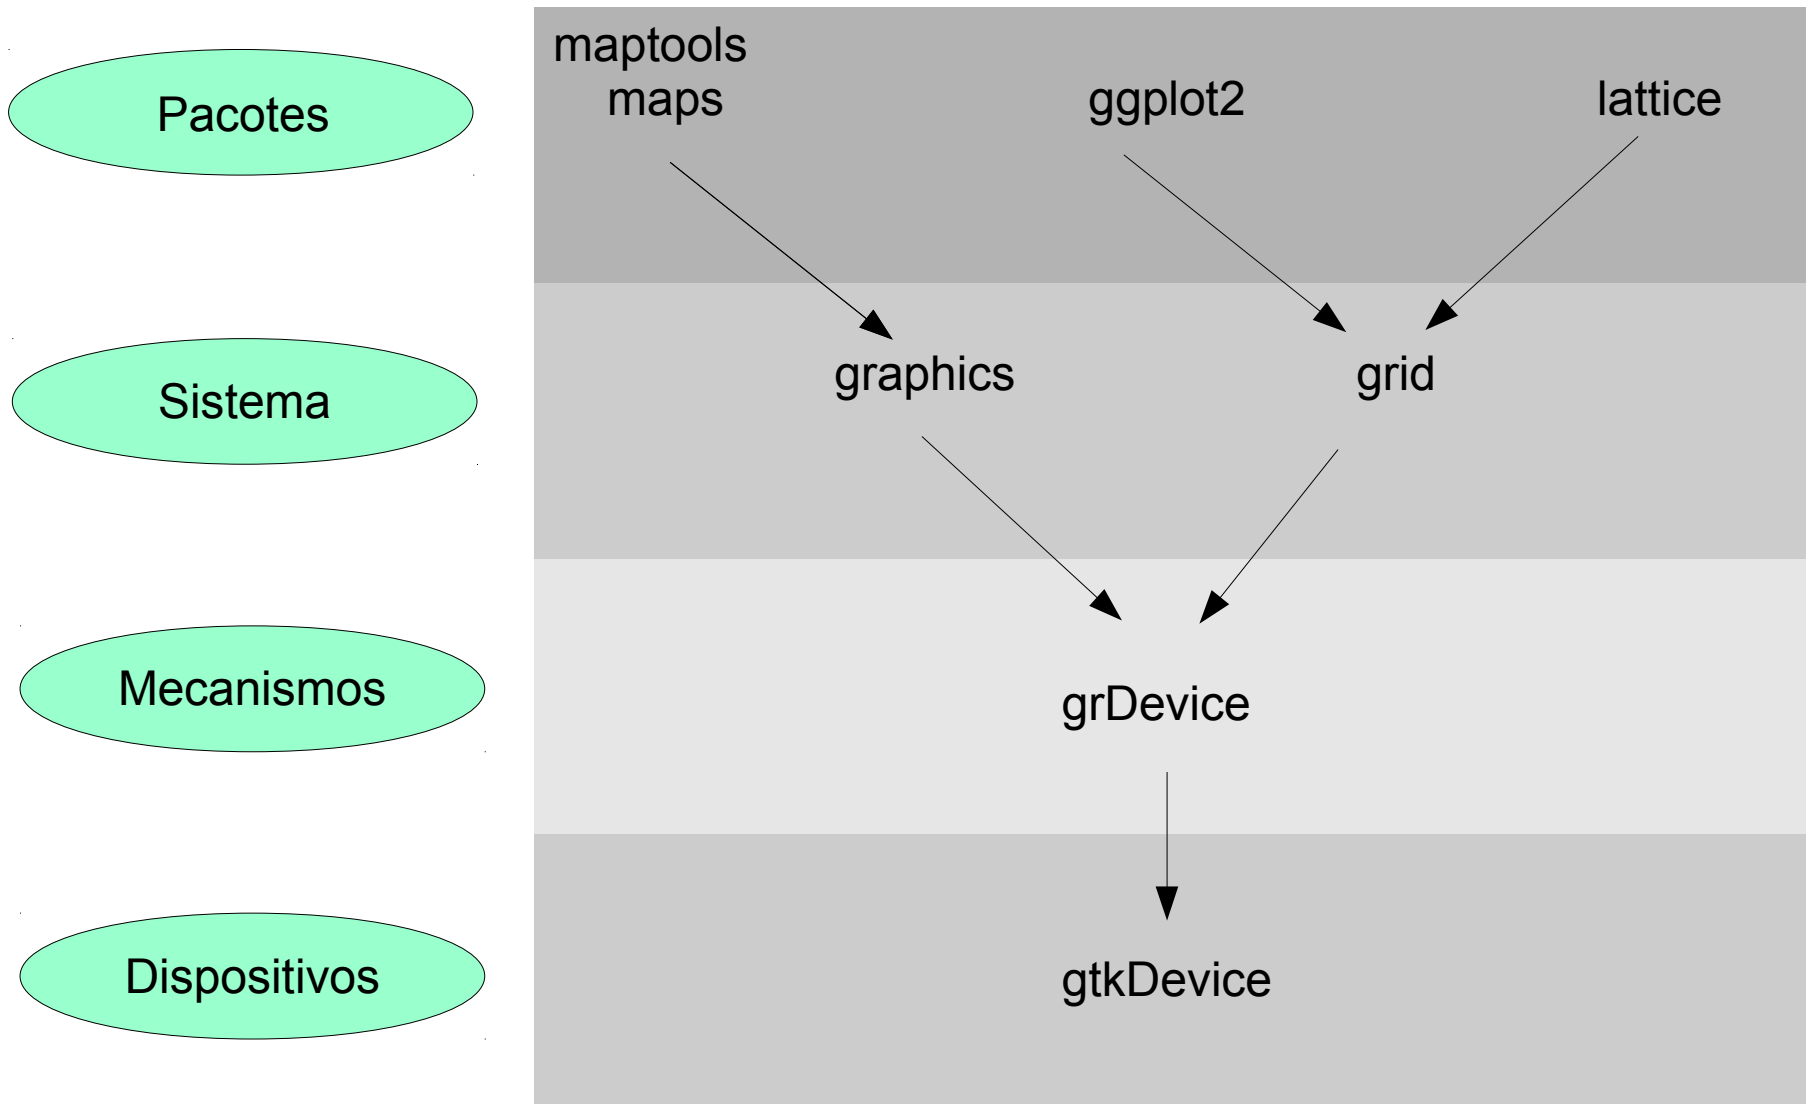 maptools
Pacotes maps ggplot2 lattice
Sistema graphics grid
Mecanismos grDevice
Dispositivos gtkDevice